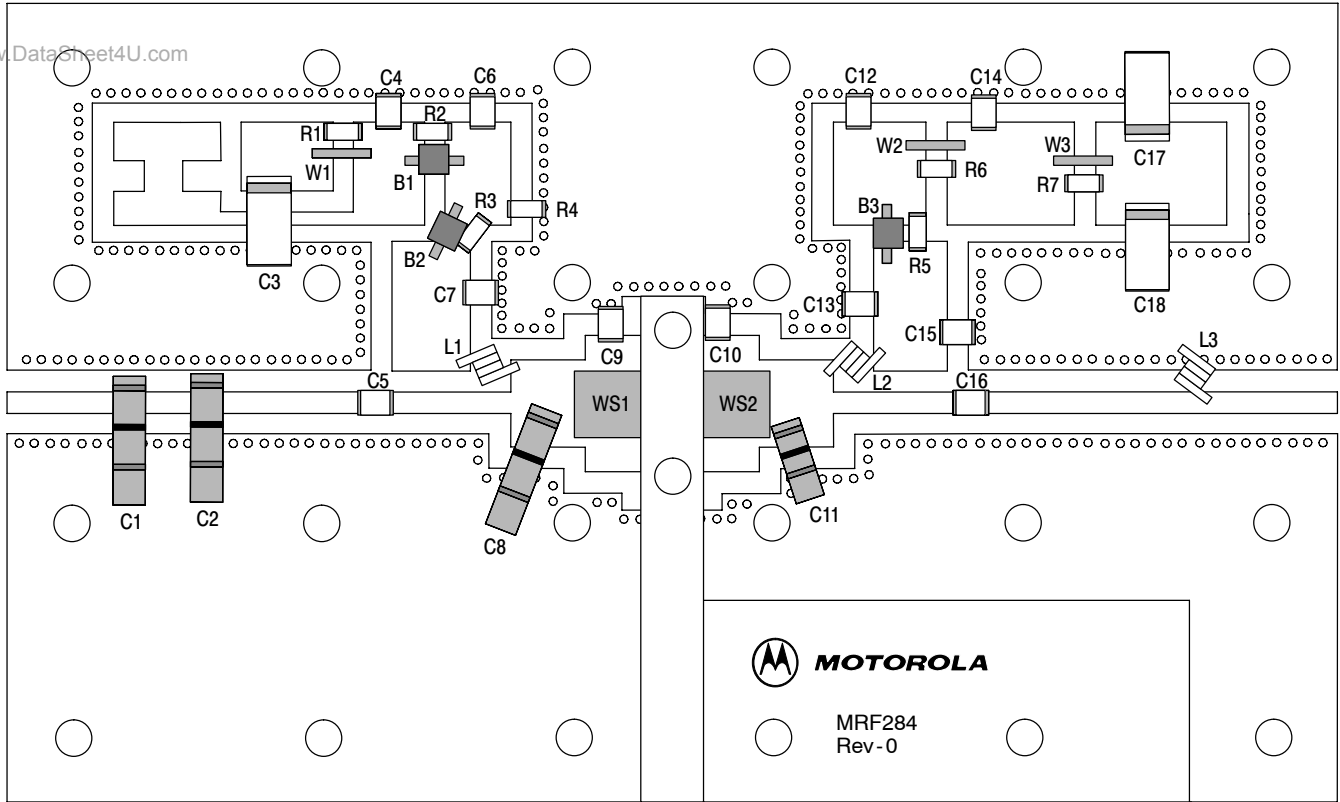 w.DataSheet4U.com
C4
C6
C12
C14
R1
R2
W1
B1
W2
R6
W3
R7
C17
R3
R4
B3
R5
B2
C3
C7
C13
C15
C18
C9
C10
L1
L2
L3
C5
C16
WS1
WS2
C1
C2
C8
C11
MOTOROLA
MRF284
Rev-0